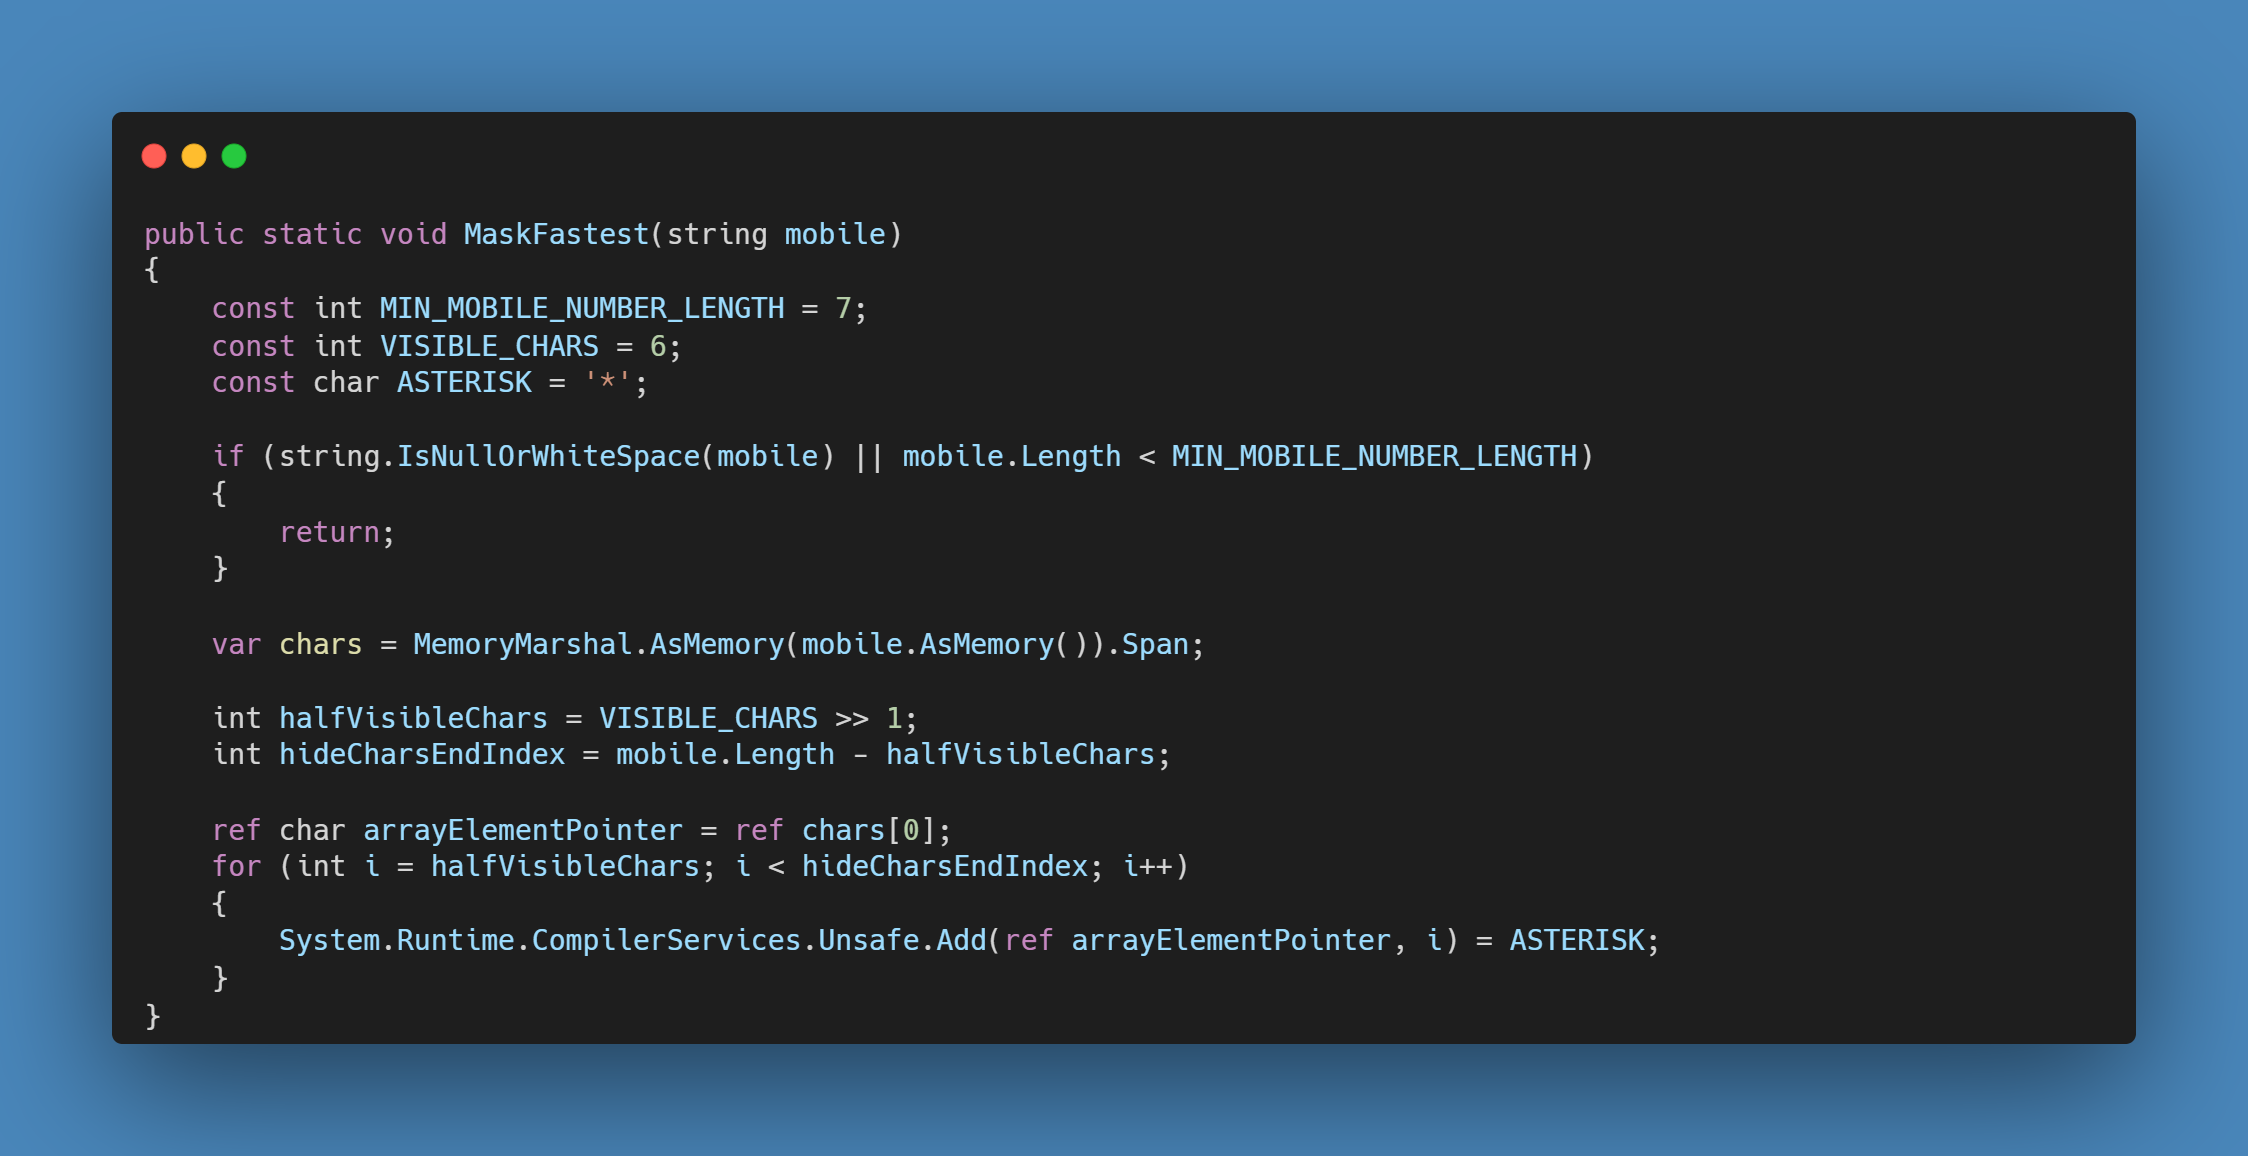 public static void MaskFastest(string mobile)
{
    const int MIN_MOBILE_NUMBER_LENGTH = 7;
    const int VISIBLE_CHARS = 6;
    const char ASTERISK = '*';

    if (string.IsNullOrWhiteSpace(mobile) || mobile.Length < MIN_MOBILE_NUMBER_LENGTH)
    {
        return;
    }

    var chars = MemoryMarshal.AsMemory(mobile.AsMemory()).Span;

    int halfVisibleChars = VISIBLE_CHARS >> 1;
    int hideCharsEndIndex = mobile.Length - halfVisibleChars;

    ref char arrayElementPointer = ref chars[0];
    for (int i = halfVisibleChars; i < hideCharsEndIndex; i++)
    {
        System.Runtime.CompilerServices.Unsafe.Add(ref arrayElementPointer, i) = ASTERISK;
    }
}